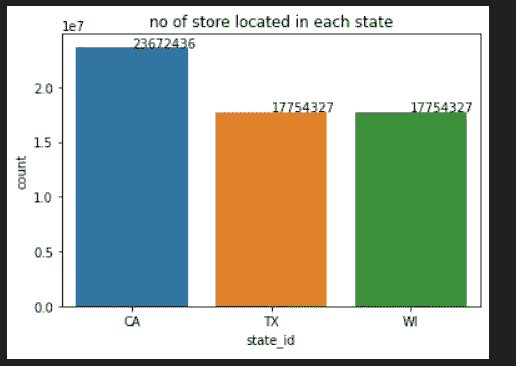 no of store located in each state
1e7
23672436
17754327
17754327
2.0
1.5
1.0
0.5
0.0
count
CA
TX
WI
state_id